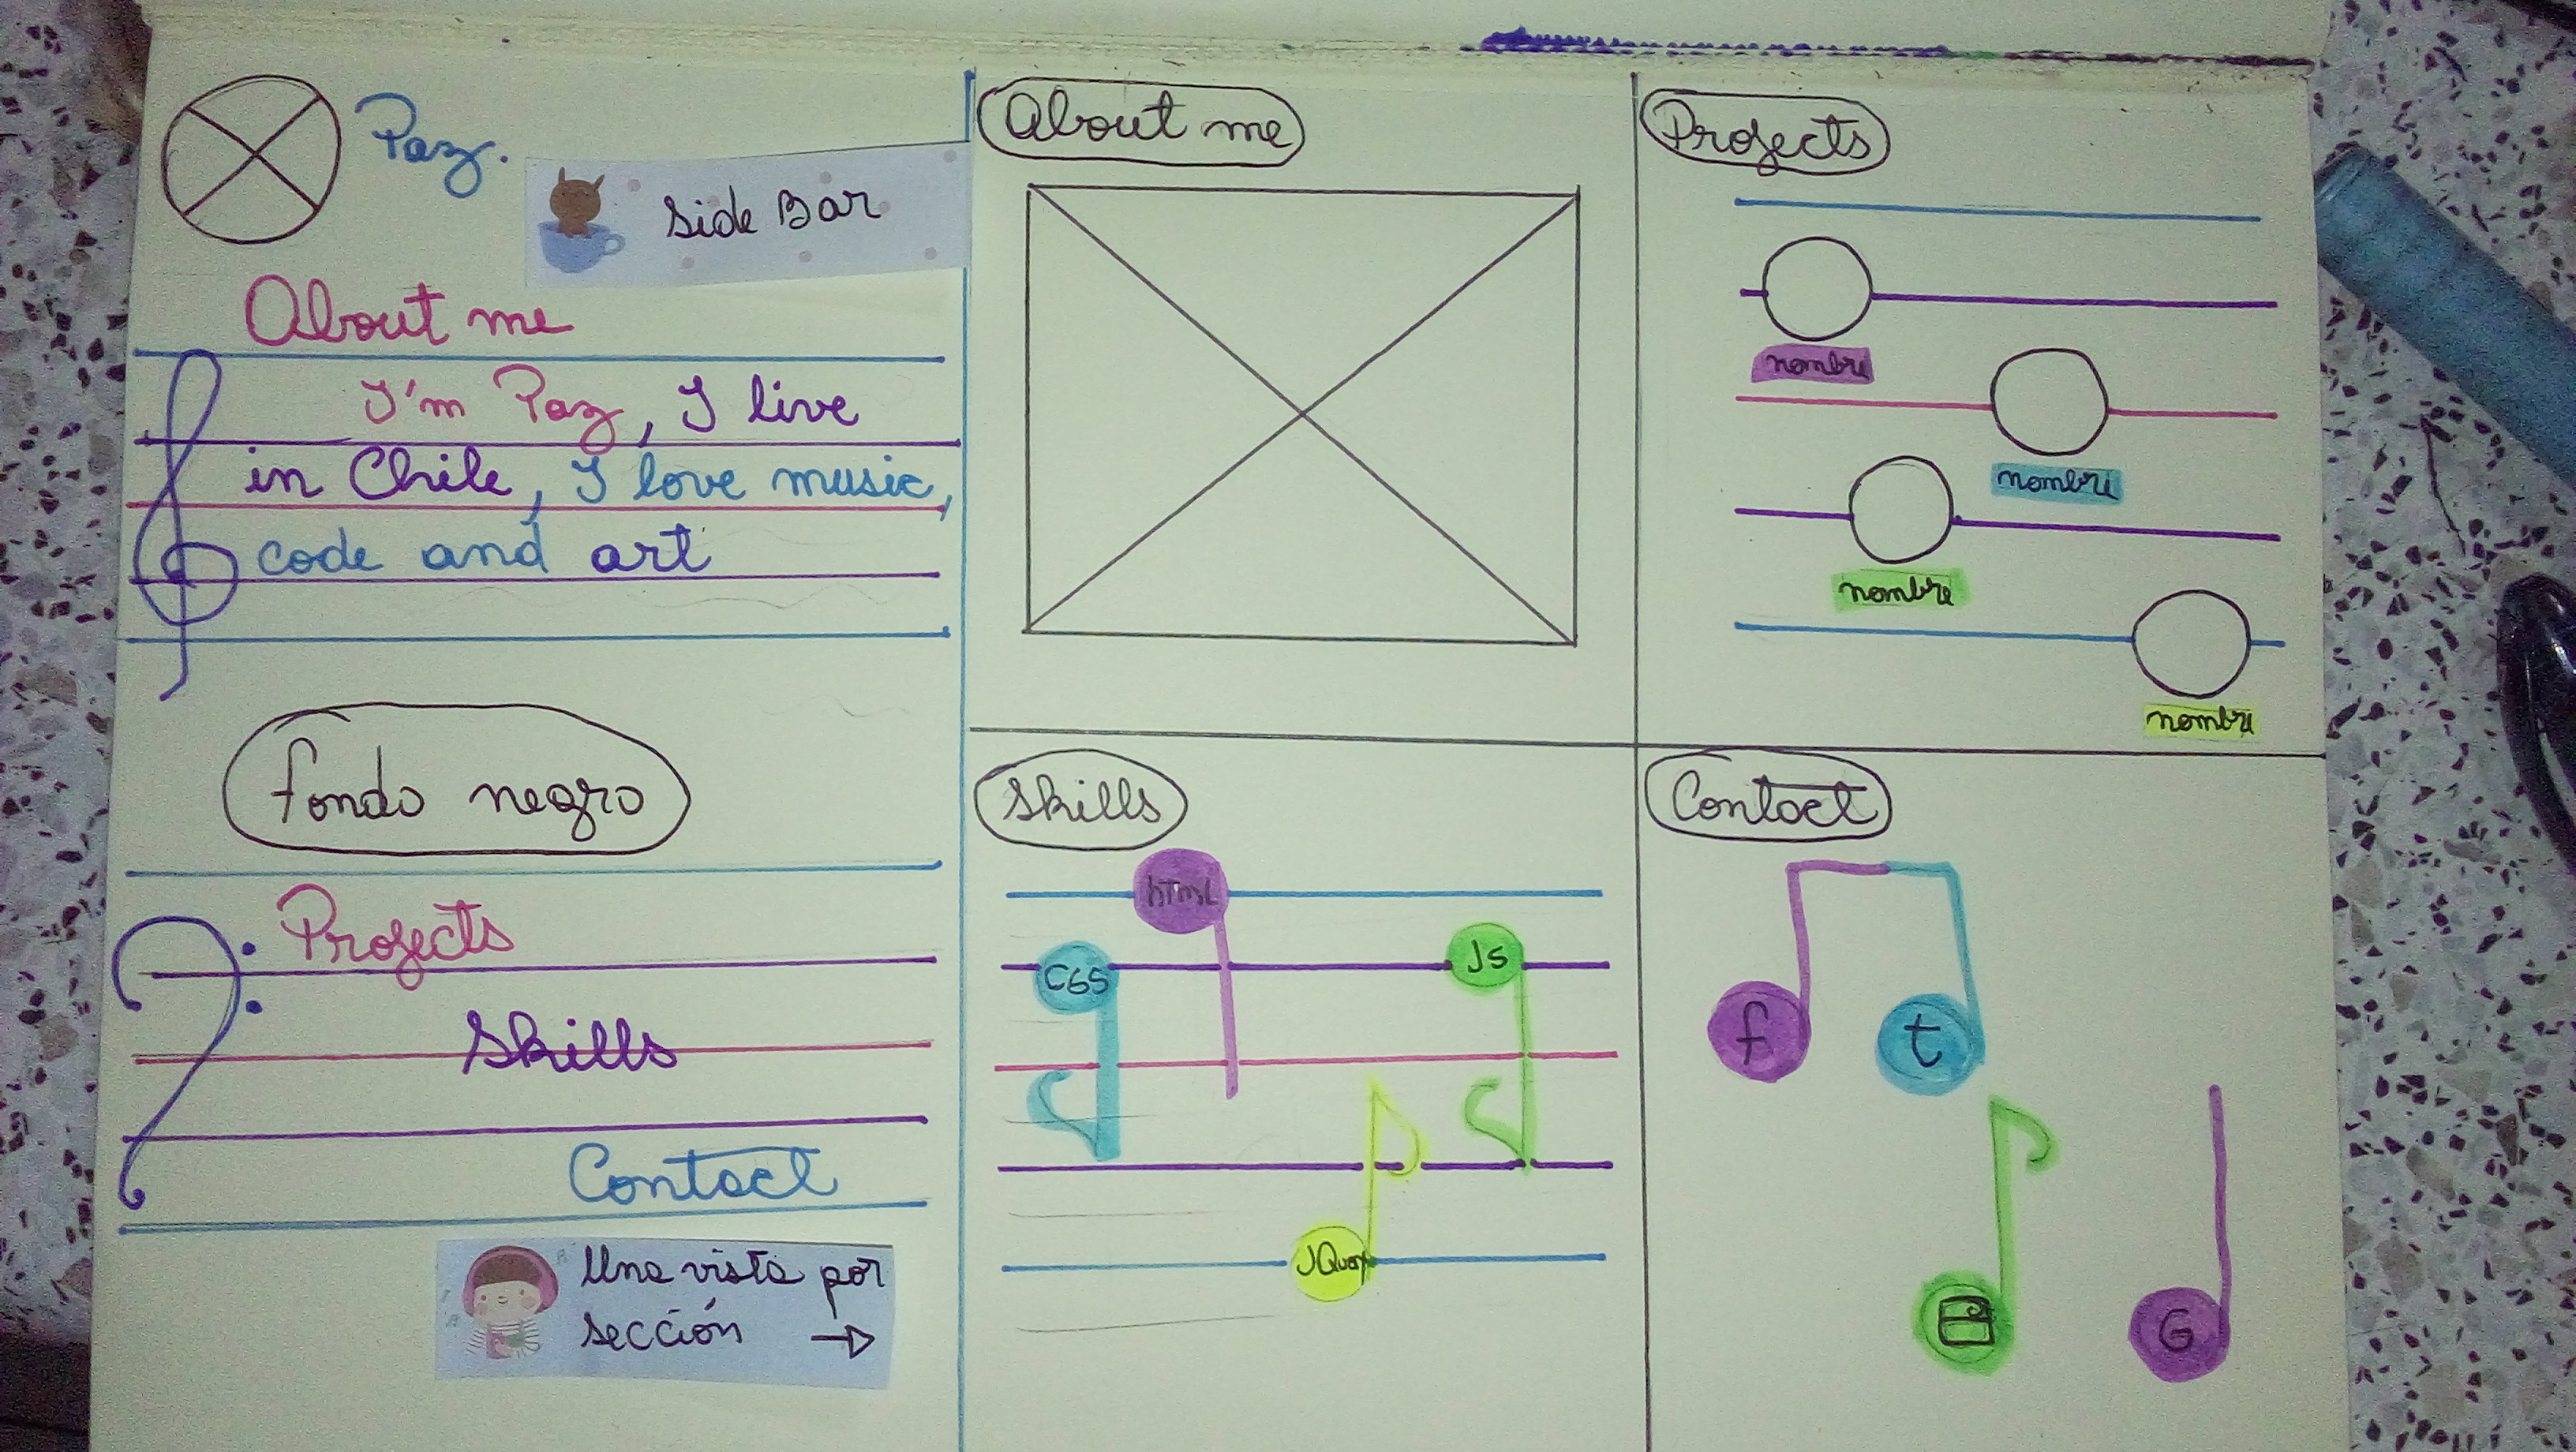 Paz.
Side Bar
About me
I'm Paz, I live
in Chile, I love music,
code and art
fondo negro
Projects
Skills
Contact
Una vista por
sección →
About me
Projects
nombre
nombre
nombre
nombre
Skills
html
CSS
JS
JQuery
Contact
f
t
G